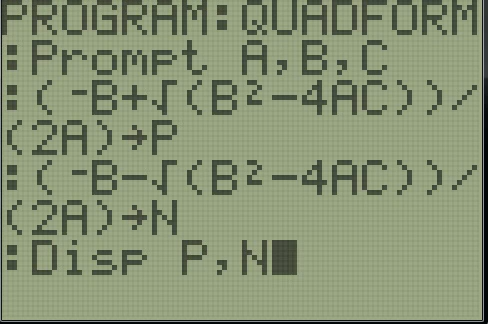 PROGRAM:QUADFORM
:Prompt A,B,C
:(⁻B+√(B²−4AC))/
(2A)→P
:(⁻B−√(B²−4AC))/
(2A)→N
:Disp P,N